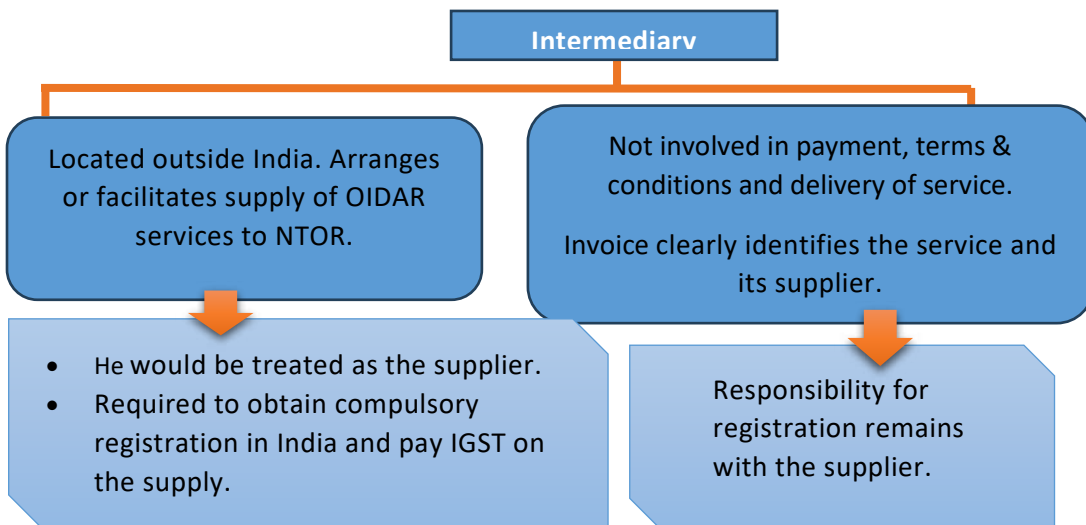 Intermediary
Located outside India. Arranges
or facilitates supply of OIDAR
services to NTOR.
Not involved in payment, terms &
conditions and delivery of service.
Invoice clearly identifies the service and
its supplier.
• He would be treated as the supplier.
• Required to obtain compulsory
registration in India and pay IGST on
the supply.
Responsibility for
registration remains
with the supplier.